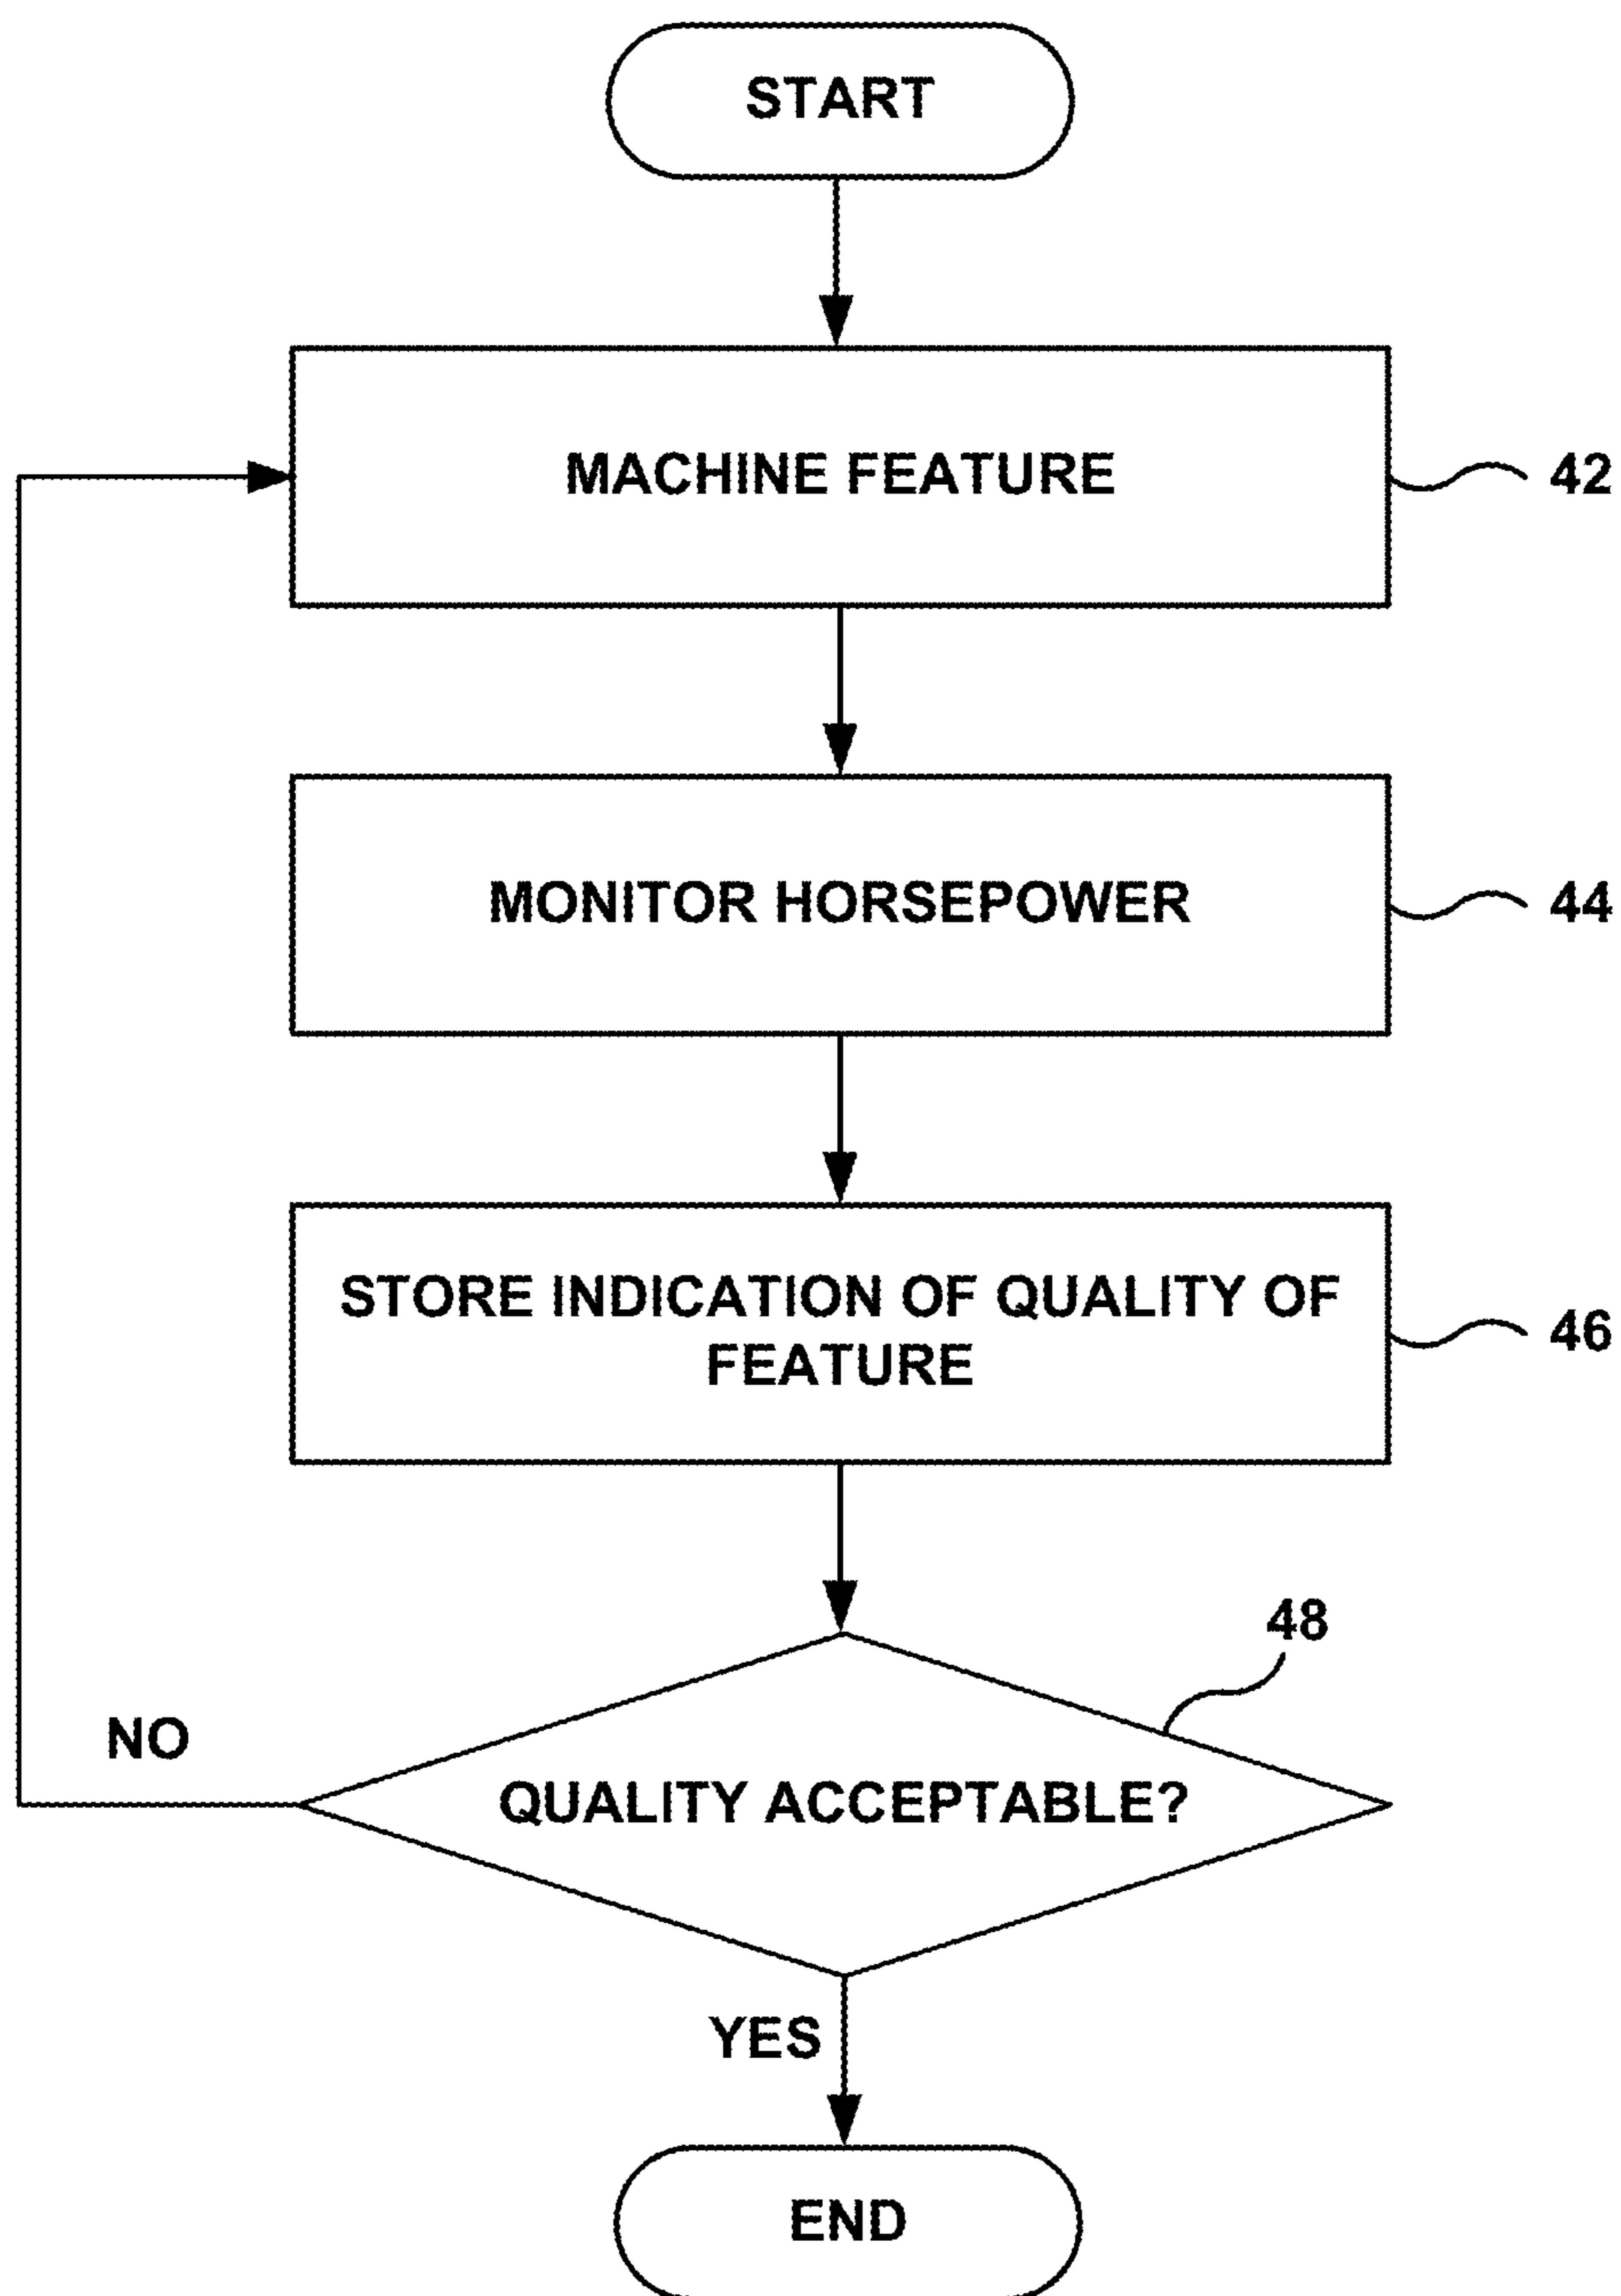 START
MACHINE FEATURE
42
MONITOR HORSEPOWER
44
STORE INDICATION OF QUALITY OF
FEATURE
46
48
NO
QUALITY ACCEPTABLE?
YES
END